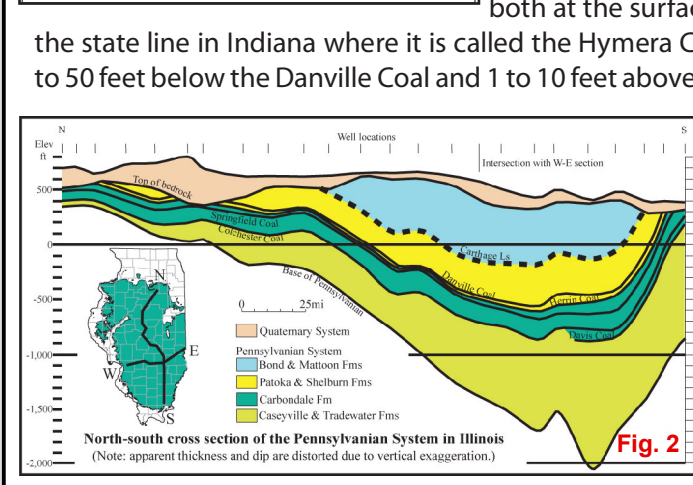 both at the surfac
the state line in Indiana where it is called the Hymera C
to 50 feet below the Danville Coal and 1 to 10 feet above
N
S
Elev
ft
Well locations
Intersection with W-E section
Top of bedrock
500
Springfield Coal
Colchester Coal
0
Carthage Ls
Base of Pennsylvanian
Danville Coal
Herrin Coal
Davis Coal
-500
-1,000
-1,500
-2,000
N
W
E
S
0 25mi
Quaternary System
Pennsylvanian System
Bond & Mattoon Fms
Patoka & Shelburn Fms
Carbondale Fm
Caseyville & Tradewater Fms
North-south cross section of the Pennsylvanian System in Illinois
(Note: apparent thickness and dip are distorted due to vertical exaggeration.)
Fig. 2